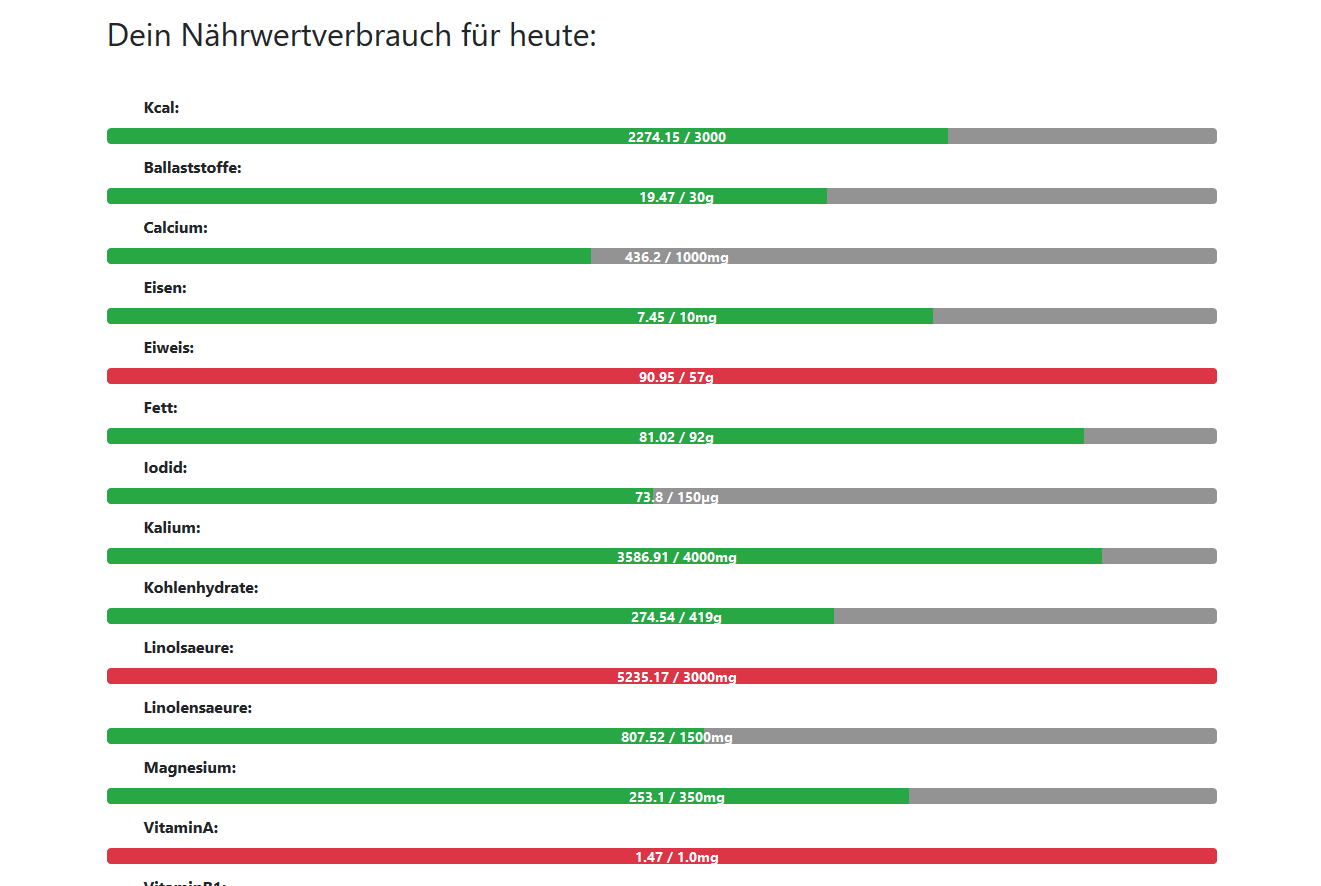 Dein Nährwertverbrauch für heute:
Kcal:
2274.15 / 3000
Ballaststoffe:
19.47 / 30g
Calcium:
436.2 / 1000mg
Eisen:
7.45 / 10mg
Eiweis:
90.95 / 57g
Fett:
81.02 / 92g
Iodid:
73.8 / 150µg
Kalium:
3586.91 / 4000mg
Kohlenhydrate:
274.54 / 419g
Linolsaeure:
5235.17 / 3000mg
Linolensaeure:
807.52 / 1500mg
Magnesium:
253.1 / 350mg
VitaminA:
1.47 / 1.0mg
VitaminB1: